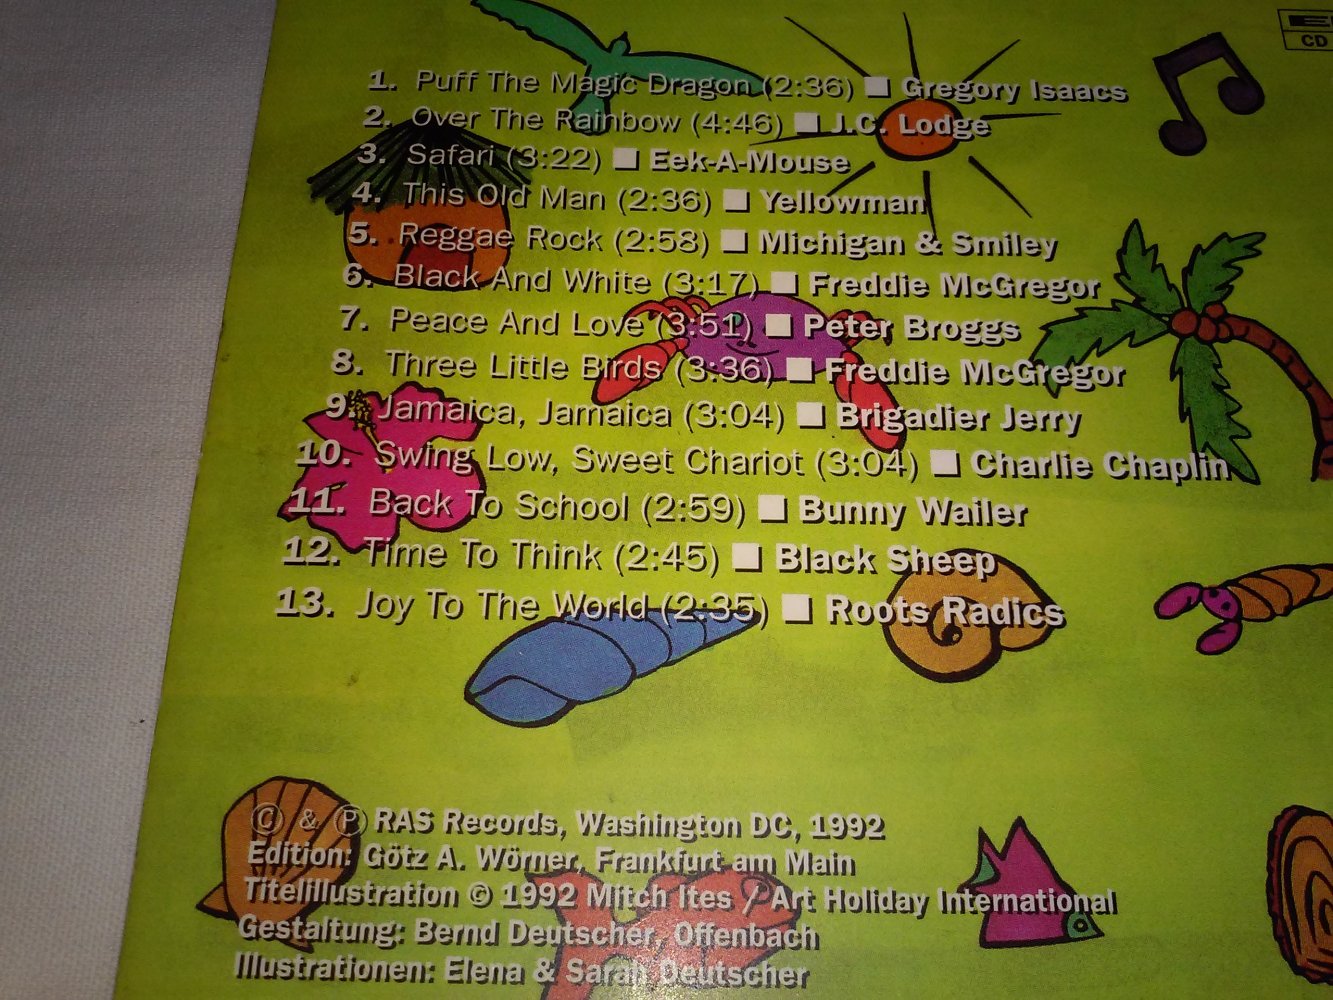 E
CD
1. Puff The Magic Dragon (2:36) ■ Gregory Isaacs
2. Over The Rainbow (4:46) ■ J.C. Lodge
3. Safari (3:22) ■ Eek-A-Mouse
4. This Old Man (2:36) ■ Yellowman
5. Reggae Rock (2:58) ■ Michigan & Smiley
6. Black And White (3:17) ■ Freddie McGregor
7. Peace And Love (3:51) ■ Peter Broggs
8. Three Little Birds (3:36) ■ Freddie McGregor
9. Jamaica, Jamaica (3:04) ■ Brigadier Jerry
10. Swing Low, Sweet Chariot (3:04) ■ Charlie Chaplin
11. Back To School (2:59) ■ Bunny Wailer
12. Time To Think (2:45) ■ Black Sheep
13. Joy To The World (2:35) ■ Roots Radics
© & ℗ RAS Records, Washington DC, 1992
Edition: Götz A. Wörner, Frankfurt am Main
Titelillustration © 1992 Mitch Ites / Art Holiday International
Gestaltung: Bernd Deutscher, Offenbach
Illustrationen: Elena & Sarah Deutscher